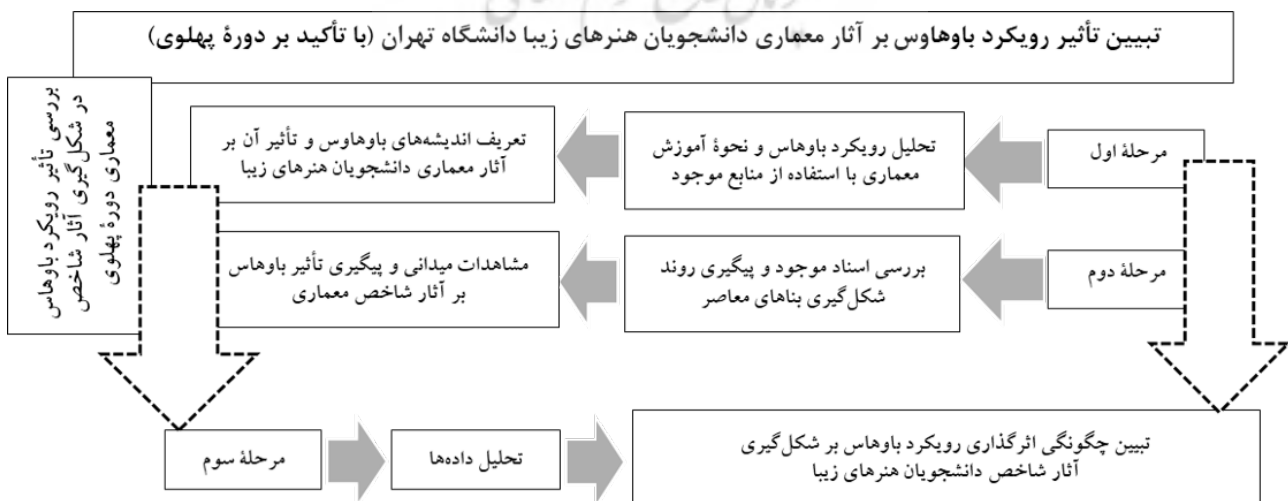 تبیین تأثیر رویکرد باوهاوس بر آثار معماری دانشجویان هنرهای زیبا دانشگاه تهران (با تأکید بر دورهٔ پهلوی)
بررسی تأثیر رویکرد باوهاس
در شکل‌گیری آثار شاخص
معماری دورهٔ پهلوی
مرحلهٔ اول
تحلیل رویکرد باوهاس و نحوهٔ آموزش
معماری با استفاده از منابع موجود
تعریف اندیشه‌های باوهاوس و تأثیر آن بر
آثار معماری دانشجویان هنرهای زیبا
مرحلهٔ دوم
بررسی اسناد موجود و پیگیری روند
شکل‌گیری بناهای معاصر
مشاهدات میدانی و پیگیری تأثیر باوهاس
بر آثار شاخص معماری
مرحلهٔ سوم
تحلیل داده‌ها
تبیین چگونگی اثرگذاری رویکرد باوهاس بر شکل‌گیری
آثار شاخص دانشجویان هنرهای زیبا